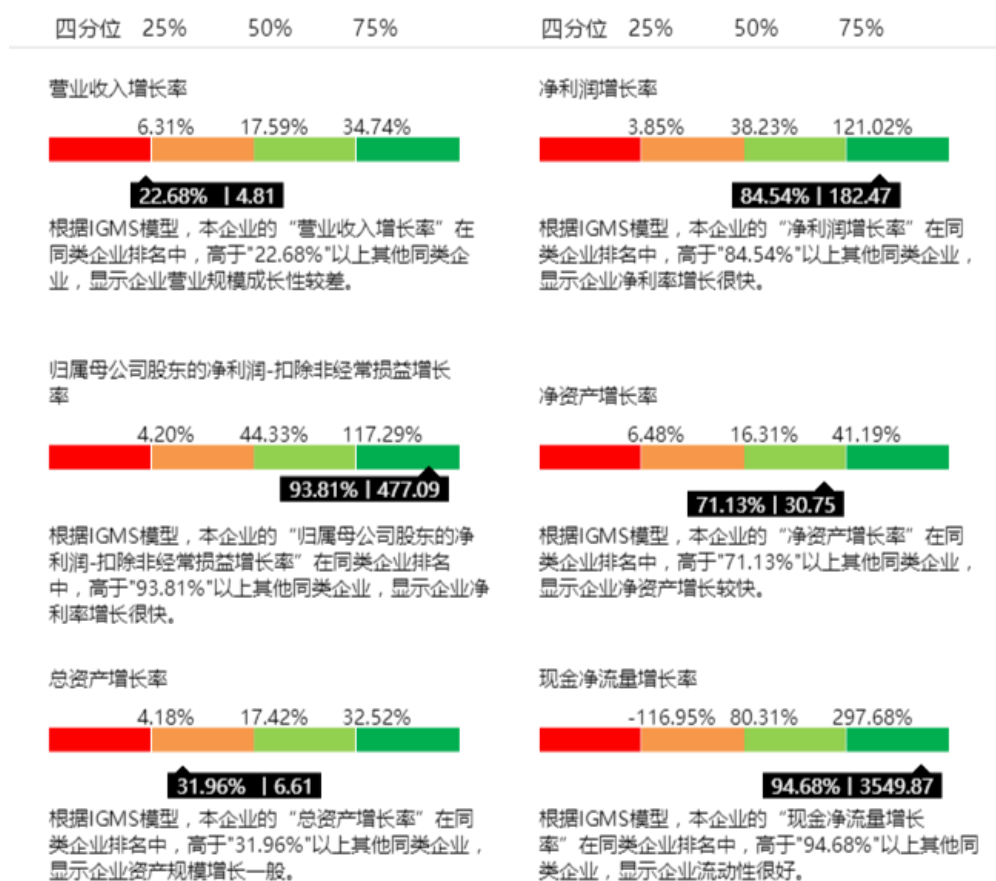 四分位 25% 50% 75%
四分位 25% 50% 75%
营业收入增长率
6.31% 17.59% 34.74%
22.68% | 4.81
根据IGMS模型，本企业的“营业收入增长率”在
同类企业排名中，高于"22.68%"以上其他同类企
业，显示企业营业规模成长性较差。
净利润增长率
3.85% 38.23% 121.02%
84.54% | 182.47
根据IGMS模型，本企业的“净利润增长率”在同
类企业排名中，高于"84.54%"以上其他同类企业，
显示企业净利率增长很快。
归属母公司股东的净利润-扣除非经常损益增长
率
4.20% 44.33% 117.29%
93.81% | 477.09
根据IGMS模型，本企业的“归属母公司股东的净
利润-扣除非经常损益增长率”在同类企业排名
中，高于"93.81%"以上其他同类企业，显示企业净
利率增长很快。
净资产增长率
6.48% 16.31% 41.19%
71.13% | 30.75
根据IGMS模型，本企业的“净资产增长率”在同
类企业排名中，高于"71.13%"以上其他同类企业，
显示企业净资产增长较快。
总资产增长率
4.18% 17.42% 32.52%
31.96% | 6.61
根据IGMS模型，本企业的“总资产增长率”在同
类企业排名中，高于"31.96%"以上其他同类企业，
显示企业资产规模增长一般。
现金净流量增长率
-116.95% 80.31% 297.68%
94.68% | 3549.87
根据IGMS模型，本企业的“现金净流量增长
率”在同类企业排名中，高于"94.68%"以上其他同
类企业，显示企业流动性很好。